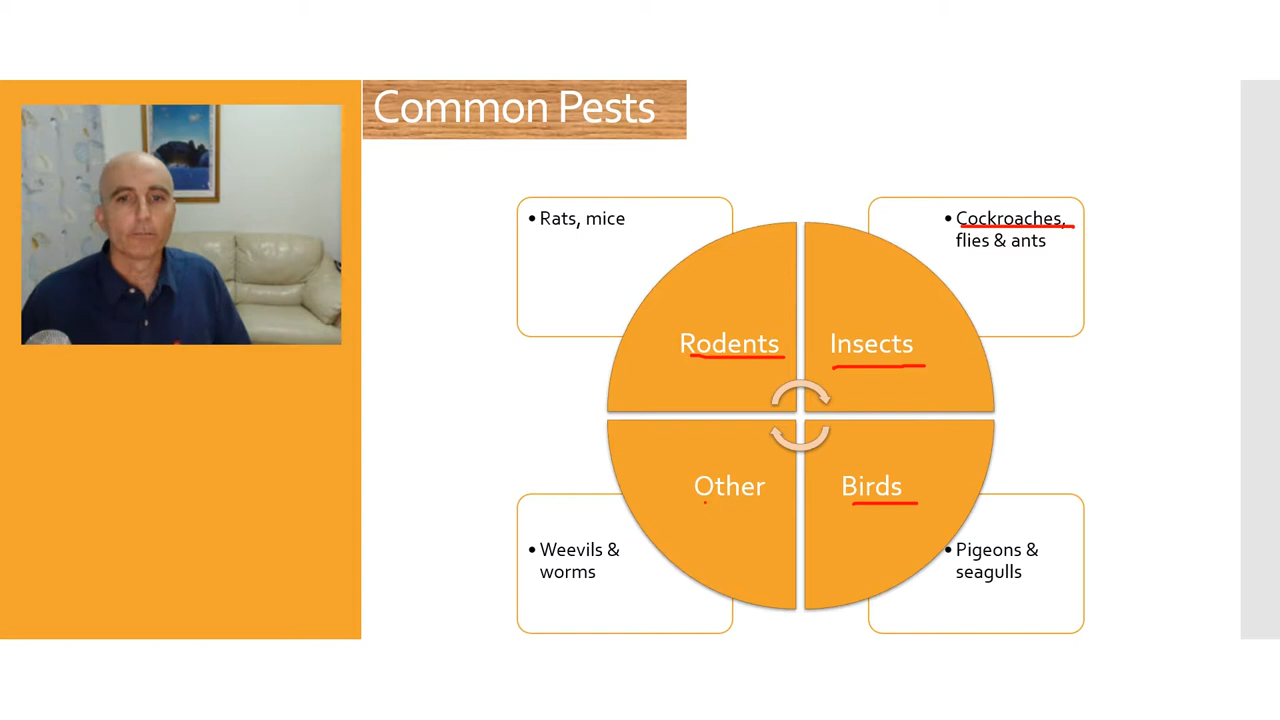 Common Pests
• Rats, mice
• Cockroaches,
flies & ants
Rodents
Insects
Other
Birds
• Weevils &
worms
• Pigeons &
seagulls